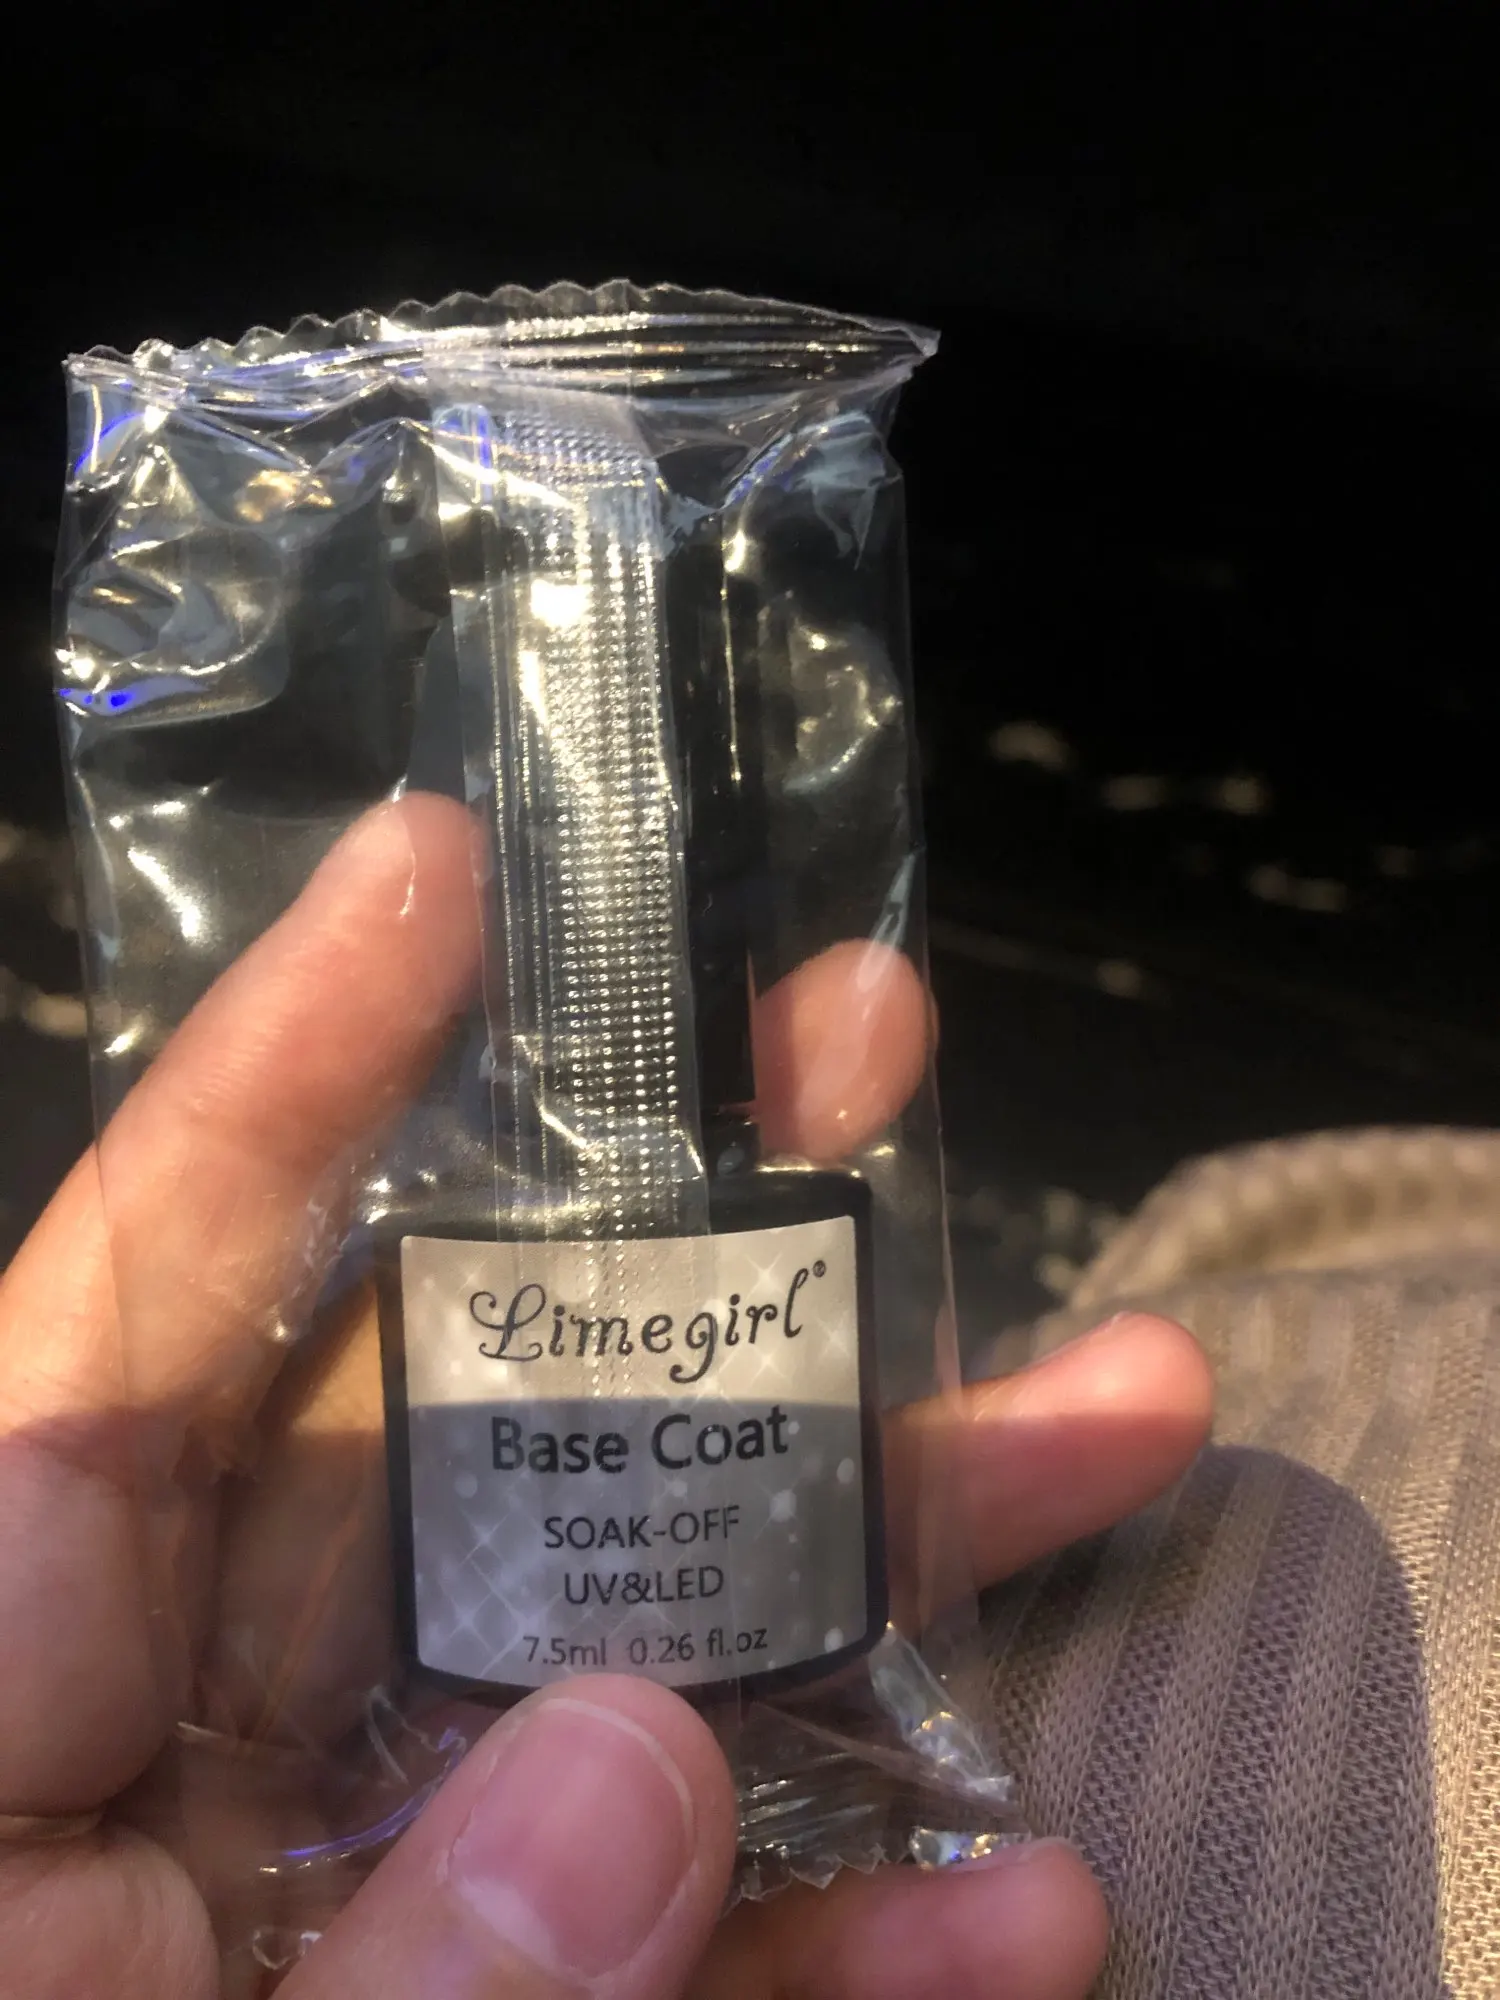 Limegirl®
Base Coat
SOAK-OFF
UV&LED
7.5ml 0.26 fl.oz